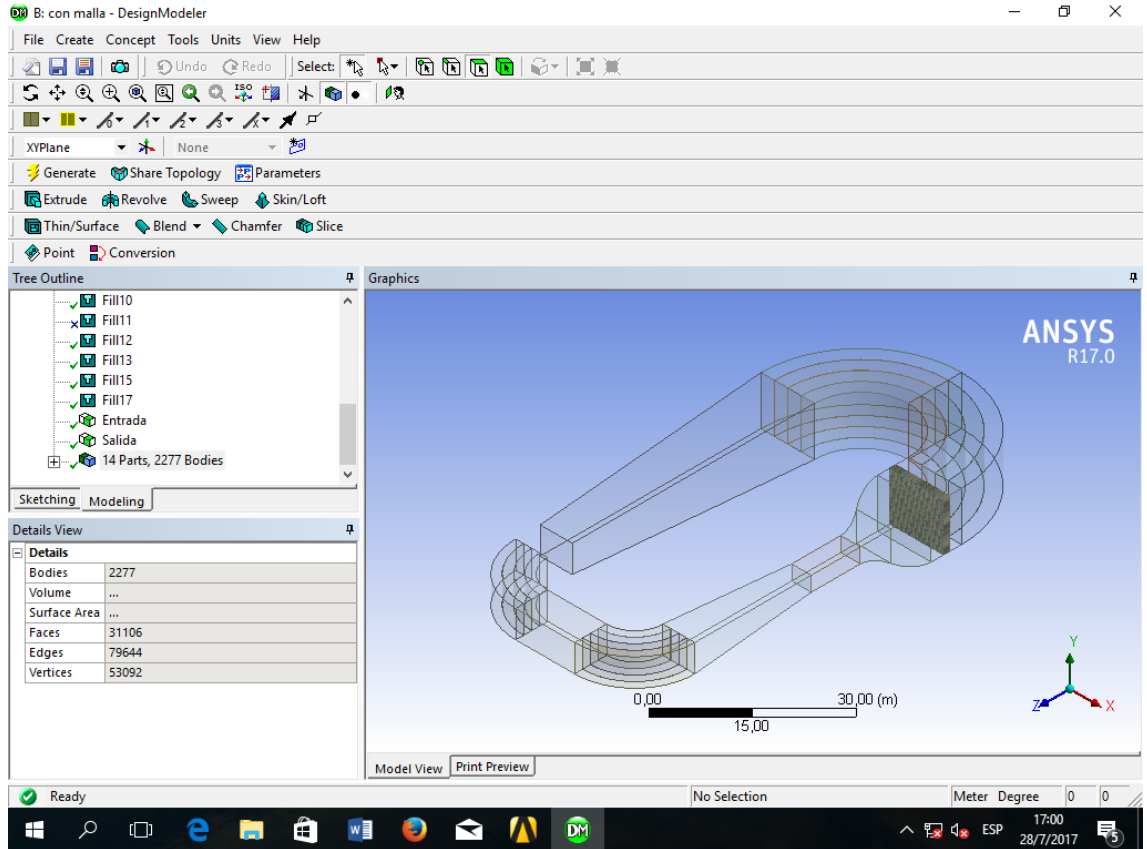 B: con malla - DesignModeler
File Create Concept Tools Units View Help
Undo Redo Select:
ISO
XYPlane None
Generate Share Topology Parameters
Extrude Revolve Sweep Skin/Loft
Thin/Surface Blend Chamfer Slice
Point Conversion
Tree Outline
Fill10
Fill11
Fill12
Fill13
Fill15
Fill17
Entrada
Salida
14 Parts, 2277 Bodies
Sketching Modeling
Details View
Details
Bodies 2277
Volume ...
Surface Area ...
Faces 31106
Edges 79644
Vertices 53092
Graphics
ANSYS
R17.0
Y
Z X
0,00 30,00 (m)
15,00
Model View Print Preview
Ready No Selection Meter Degree 0 0
DM ESP 17:00
28/7/2017 5